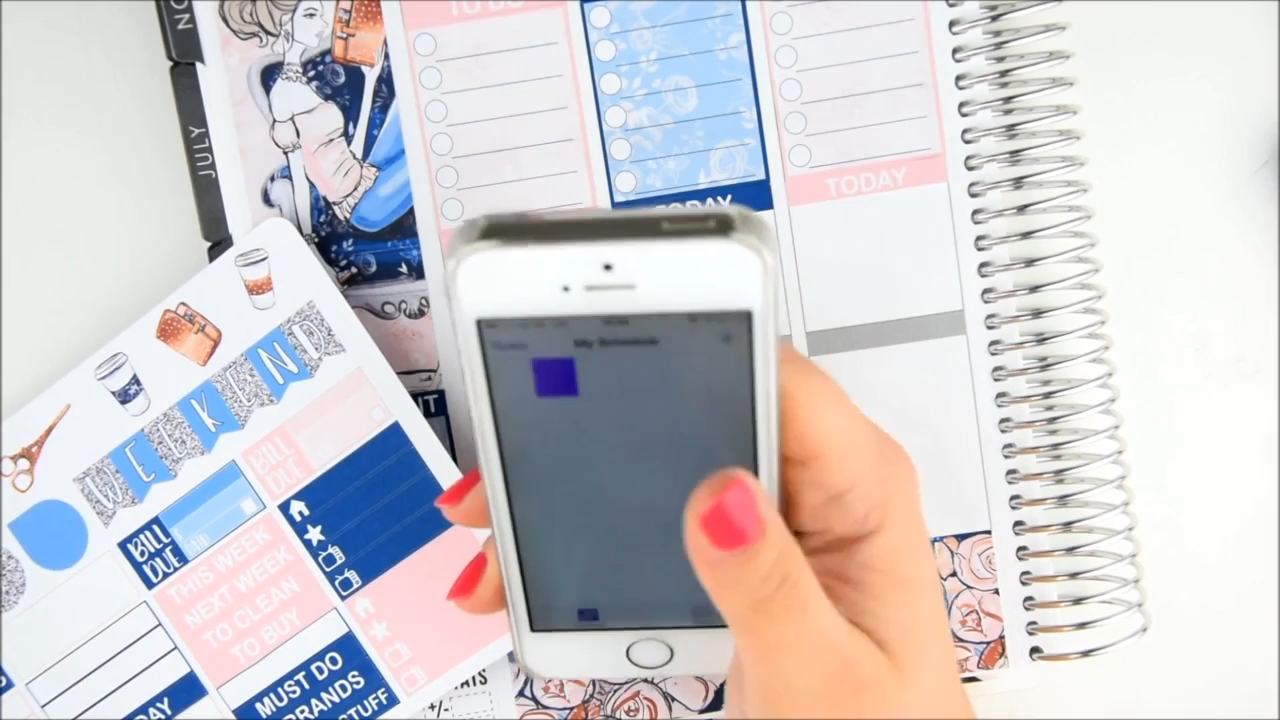 NO
JULY
TO DO
TODAY
TODAY
My Schedule
WEEKEND
BILL
DUE
BILL
DUE
THIS WEEK
NEXT WEEK
TO CLEAN
TO BUY
MUST DO
STUFF